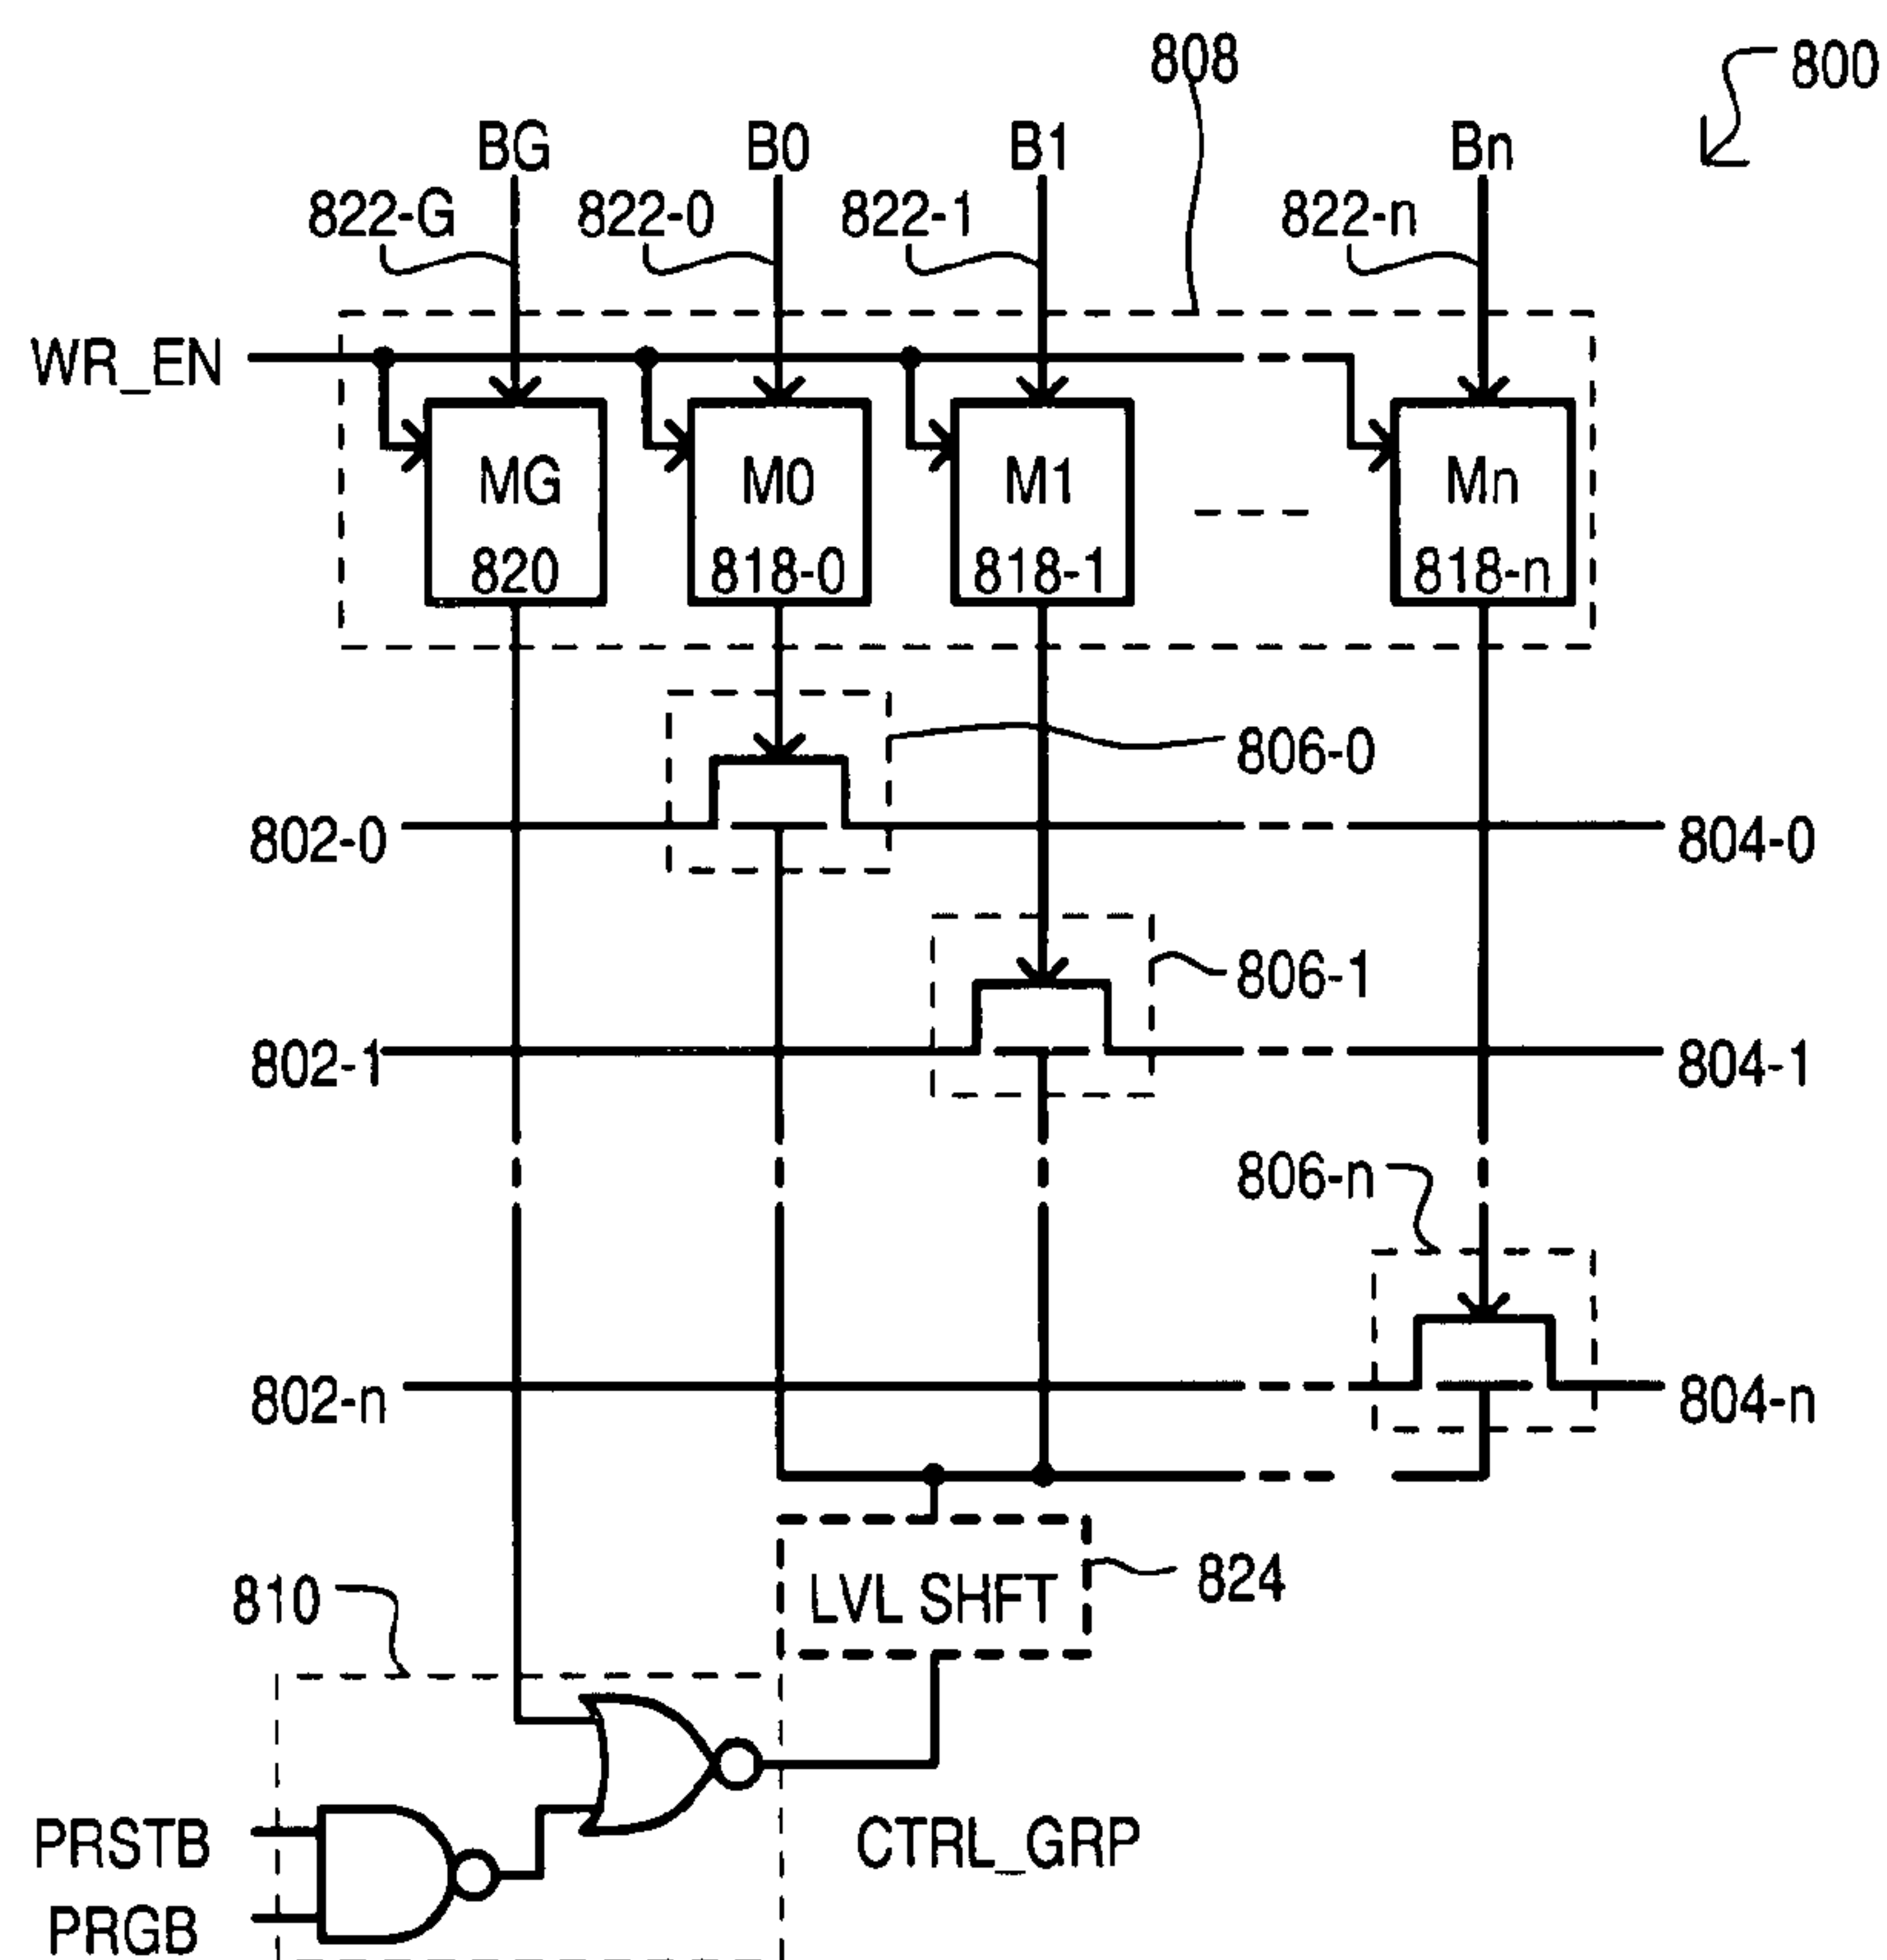 808
800
BG B0 B1 Bn
822-G 822-0 822-1 822-n
WR_EN
MG M0 M1 Mn
820 818-0 818-1 818-n
806-0
802-0 804-0
806-1
802-1 804-1
806-n
802-n 804-n
824
LVL SHFT
810
PRSTB CTRL_GRP
PRGB